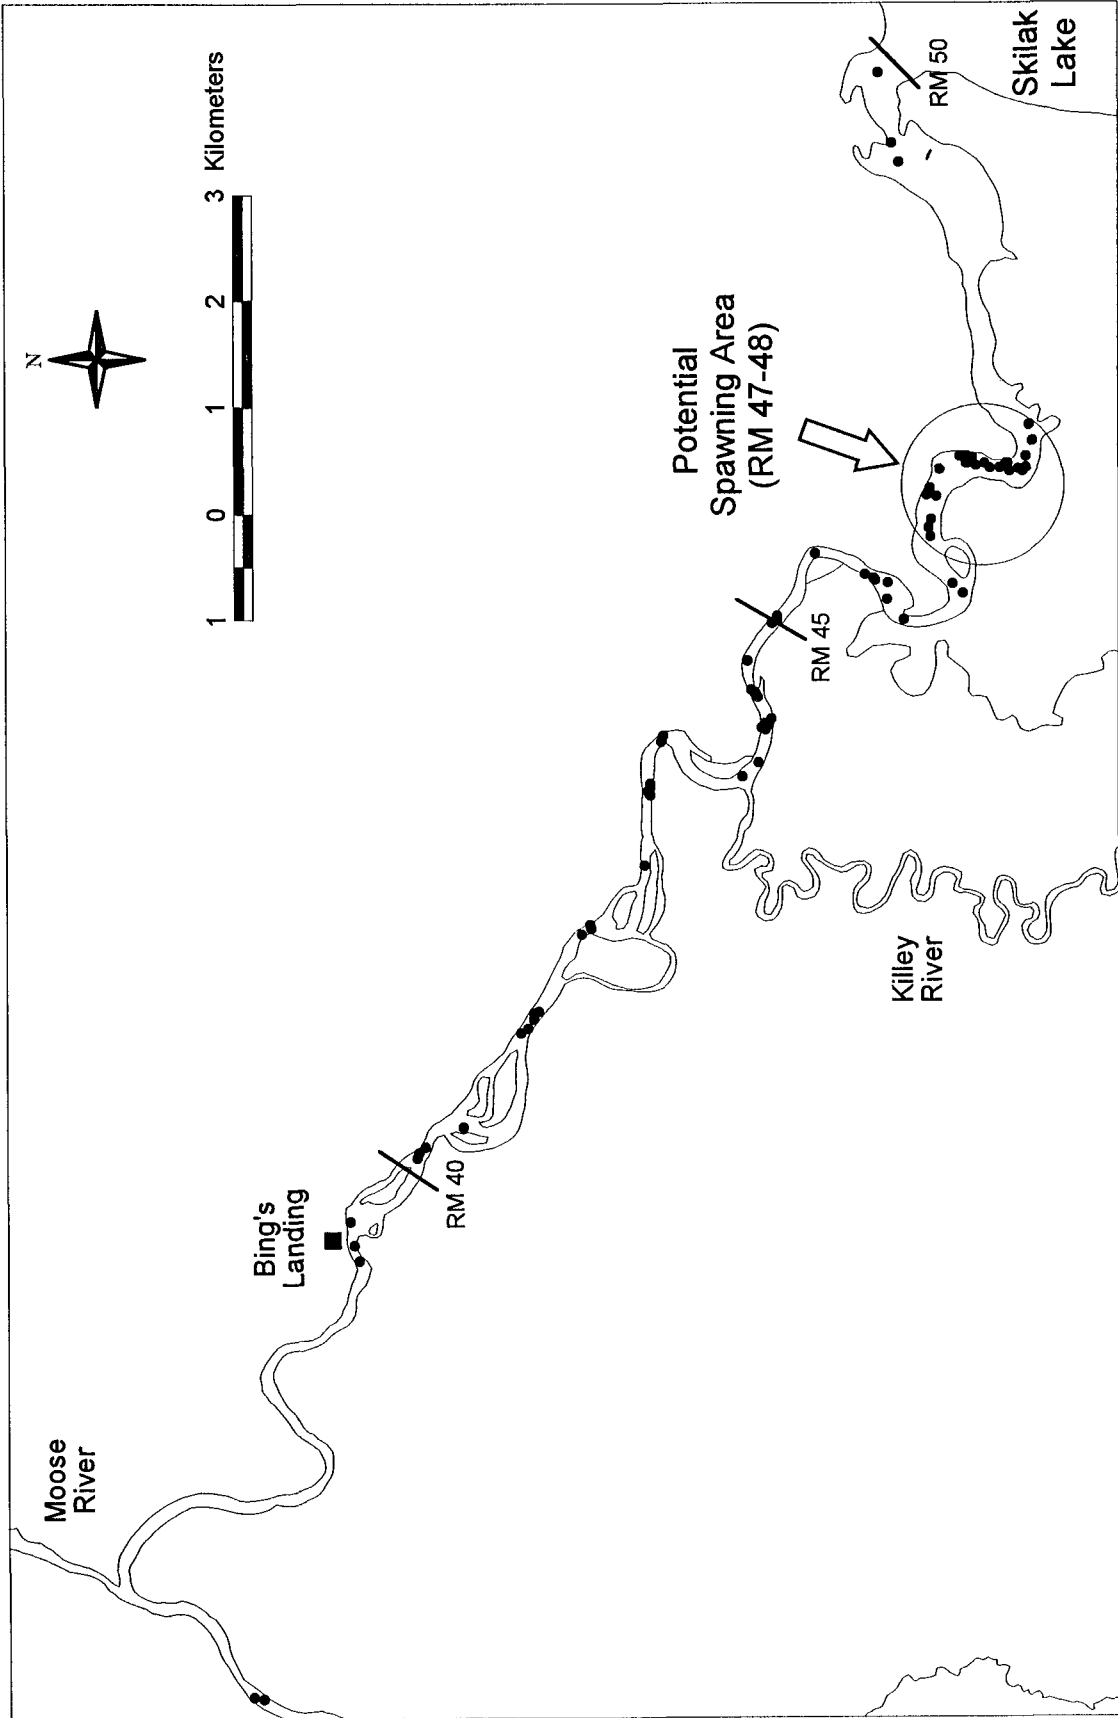 Moose
River
Bing's
Landing
RM 40
Killey
River
RM 45
Potential
Spawning Area
(RM 47-48)
RM 50
Skilak
Lake
N
1 0 1 2 3 Kilometers